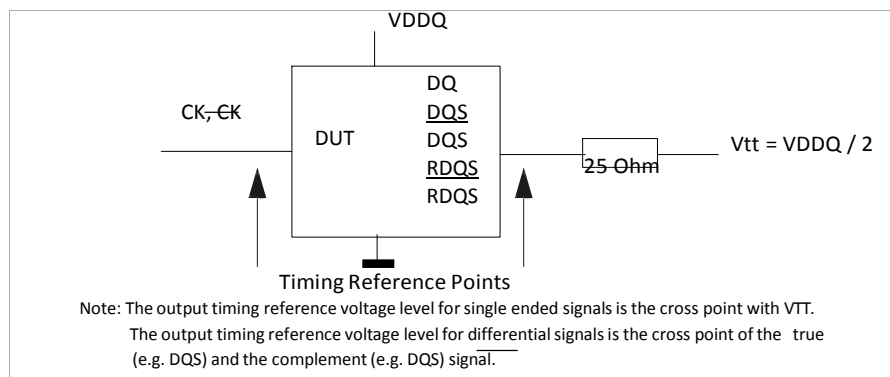 VDDQ
DQ
CK, CK
DQS
DUT
DQS
Vtt = VDDQ / 2
RDQS
25 Ohm
RDQS
Timing Reference Points
Note: The output timing reference voltage level for single ended signals is the cross point with VTT.
The output timing reference voltage level for differential signals is the cross point of the true
(e.g. DQS) and the complement (e.g. DQS) signal.